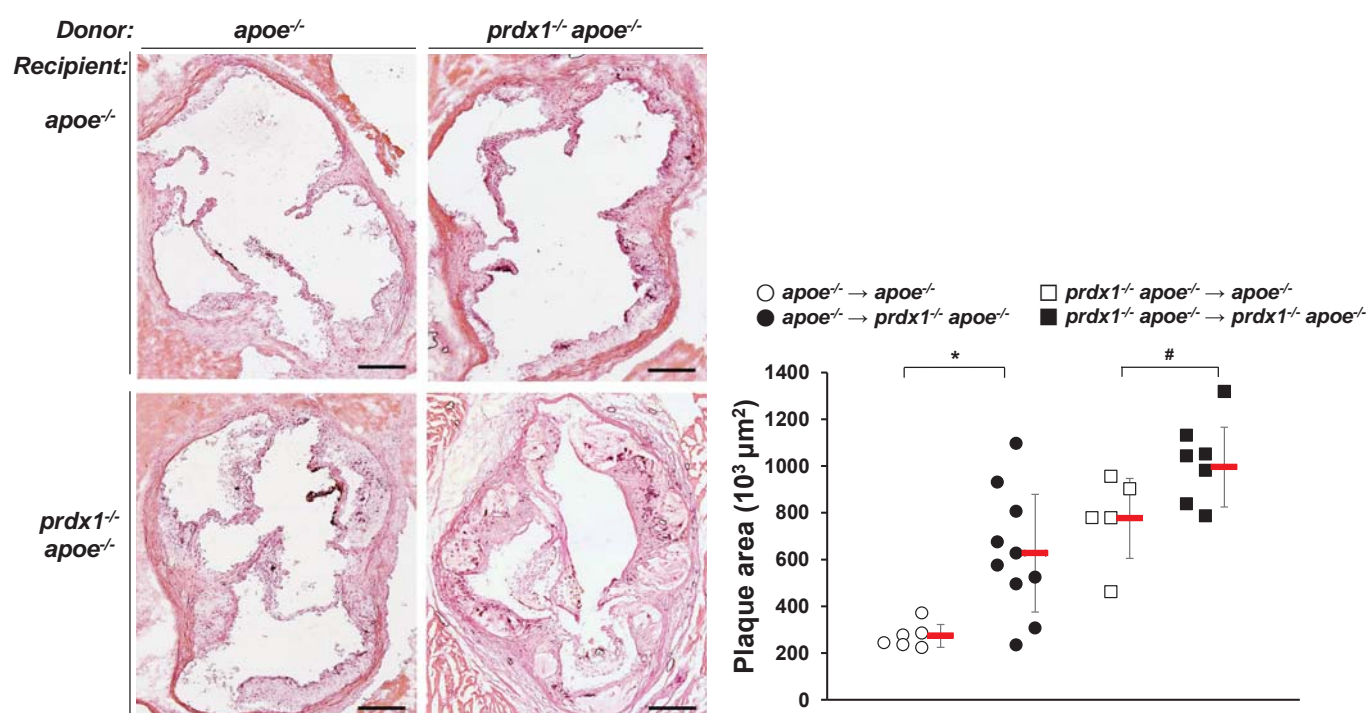 Donor: apoe⁻/⁻ prdx1⁻/⁻ apoe⁻/⁻
Recipient:
apoe⁻/⁻
prdx1⁻/⁻
apoe⁻/⁻
apoe⁻/⁻ → apoe⁻/⁻ prdx1⁻/⁻ apoe⁻/⁻ → apoe⁻/⁻
apoe⁻/⁻ → prdx1⁻/⁻ apoe⁻/⁻ prdx1⁻/⁻ apoe⁻/⁻ → prdx1⁻/⁻ apoe⁻/⁻
* #
Plaque area (10³ µm²)
1400
1200
1000
800
600
400
200
0